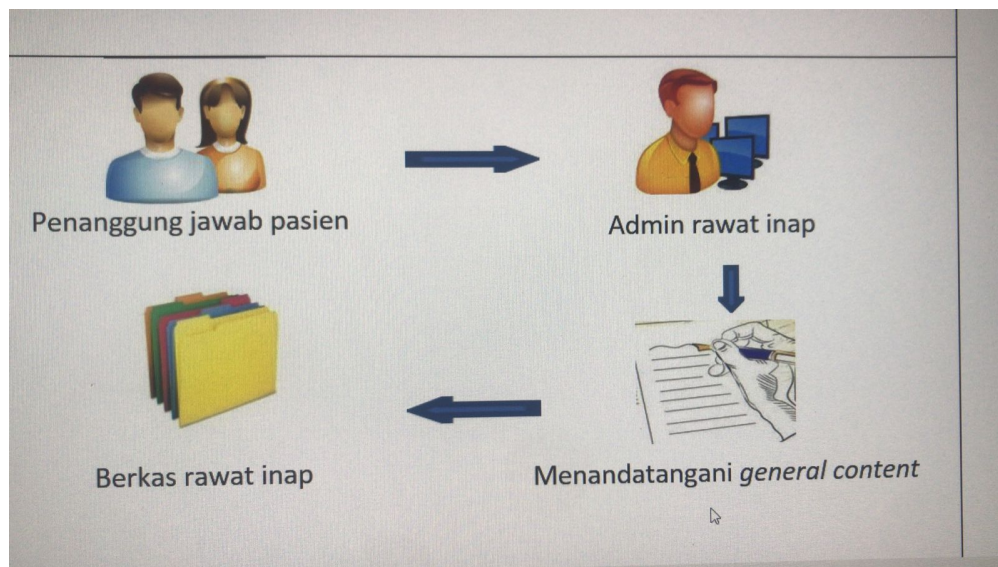 Penanggung jawab pasien
Admin rawat inap
Menandatangani general content
Berkas rawat inap